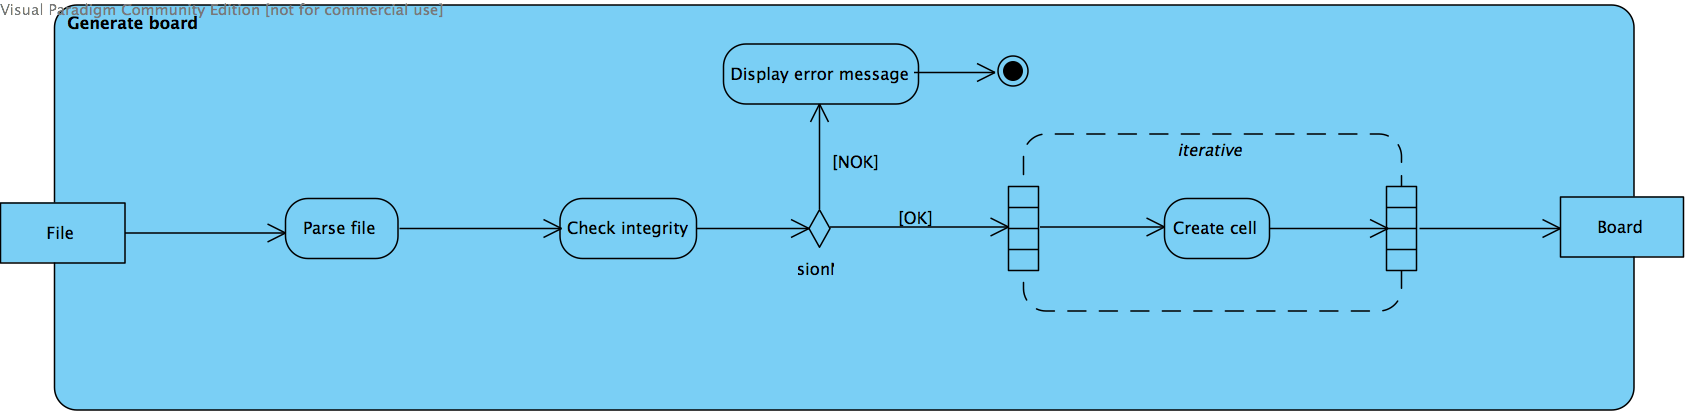 Visual Paradigm Community Edition [not for commercial use]
Generate board
Display error message
[NOK]
iterative
File
Parse file
Check integrity
[OK]
Create cell
Board